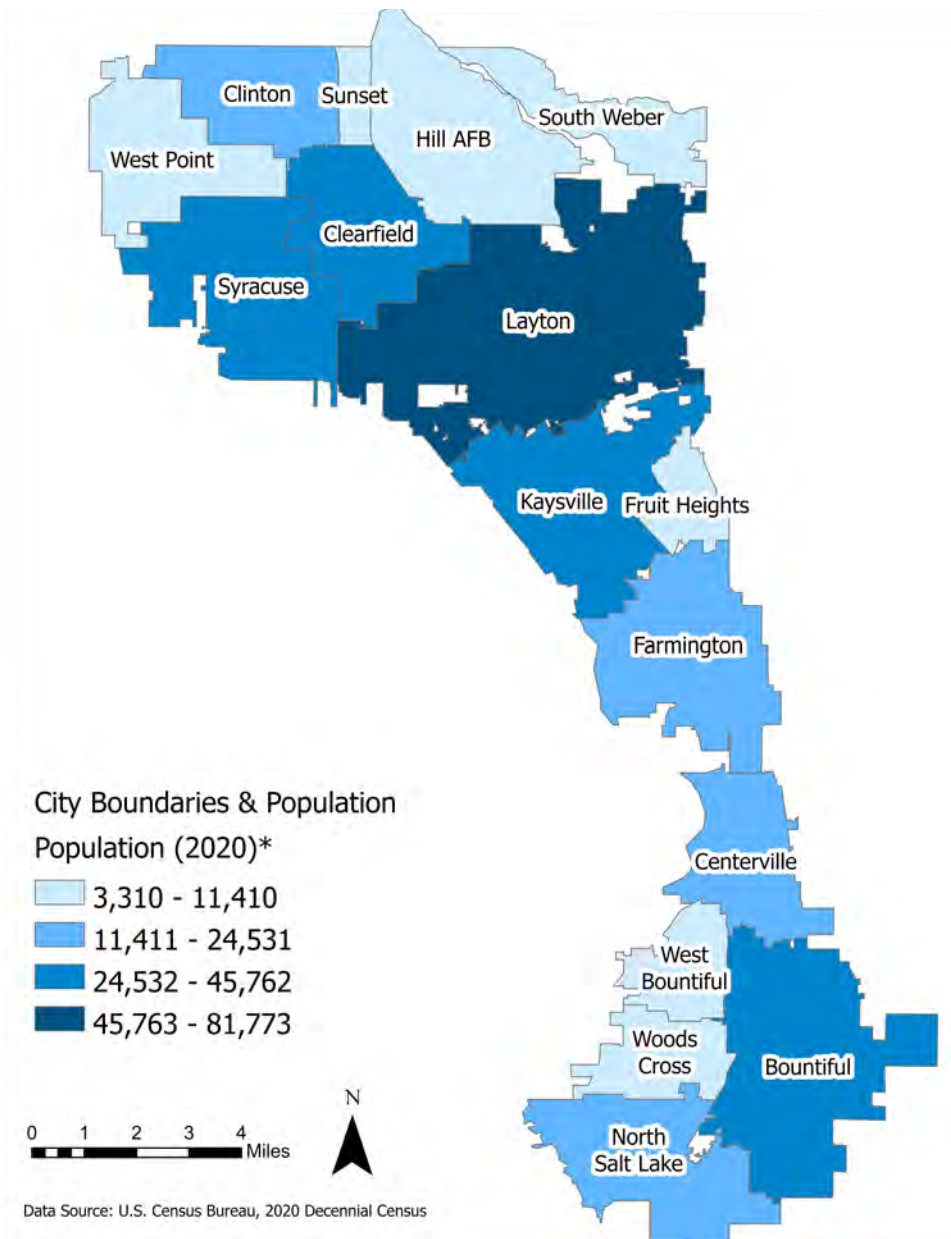 Clinton
Sunset
South Weber
Hill AFB
West Point
Clearfield
Syracuse
Layton
Kaysville
Fruit Heights
Farmington
City Boundaries & Population
Population (2020)*
3,310 - 11,410
11,411 - 24,531
24,532 - 45,762
45,763 - 81,773
Centerville
West
Bountiful
Woods
Cross
Bountiful
North
Salt Lake
N
0 1 2 3 4
Miles
Data Source: U.S. Census Bureau, 2020 Decennial Census